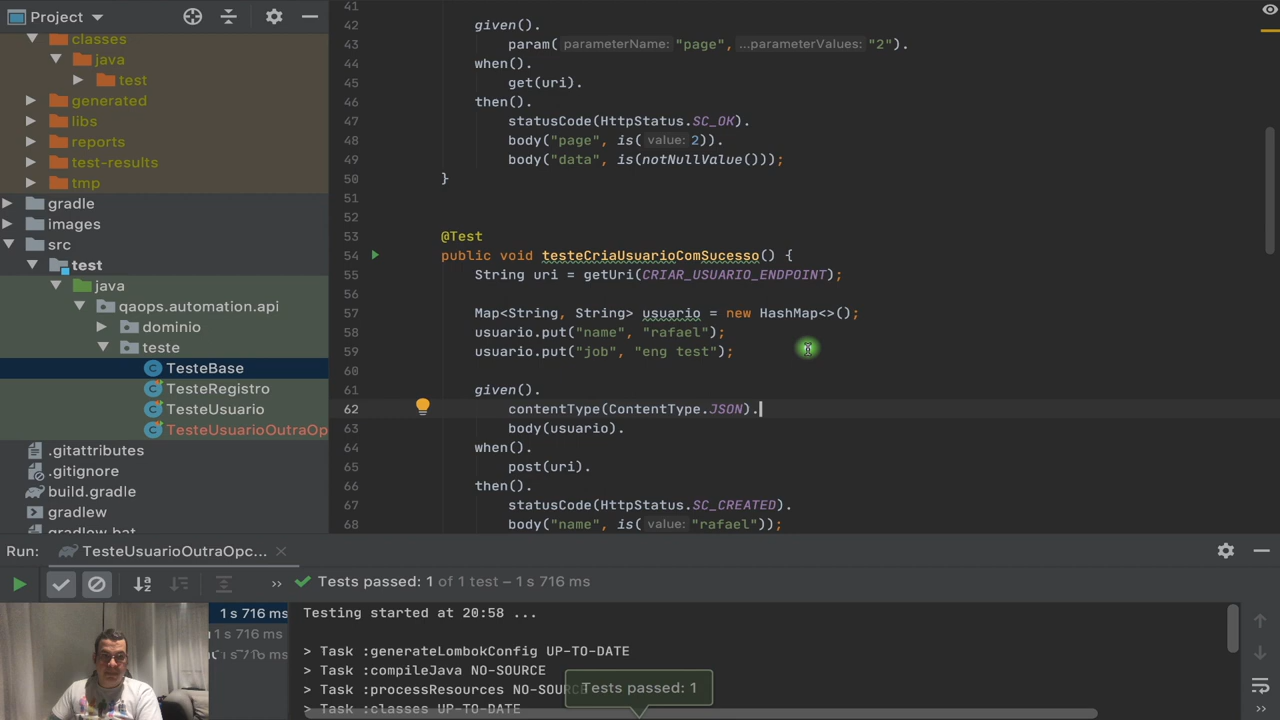 Project
classes
java
test
generated
libs
reports
test-results
tmp
gradle
images
src
test
java
qaops.automation.api
dominio
teste
TesteBase
TesteRegistro
TesteUsuario
TesteUsuarioOutraOp
.gitattributes
.gitignore
build.gradle
gradlew
gradlew.bat
41
42 given().
43 param( parameterName: "page", ...parameterValues: "2").
44 when().
45 get(uri).
46 then().
47 statusCode(HttpStatus.SC_OK).
48 body("page", is( value: 2)).
49 body("data", is(notNullValue()));
50 }
51
52
53 @Test
54 public void testeCriaUsuarioComSucesso() {
55 String uri = getUri(CRIAR_USUARIO_ENDPOINT);
56
57 Map<String, String> usuario = new HashMap<>();
58 usuario.put("name", "rafael");
59 usuario.put("job", "eng test");
60
61 given().
62 contentType(ContentType.JSON).
63 body(usuario).
64 when().
65 post(uri).
66 then().
67 statusCode(HttpStatus.SC_CREATED).
68 body("name", is( value: "rafael"));
Run: TesteUsuarioOutraOpc...
Tests passed: 1 of 1 test – 1 s 716 ms
1 s 716 ms
1 s 716 ms
1 s 716 ms
Testing started at 20:58 ...
> Task :generateLombokConfig UP-TO-DATE
> Task :compileJava NO-SOURCE
> Task :processResources NO-SOURCE
> Task :classes UP-TO-DATE
Tests passed: 1